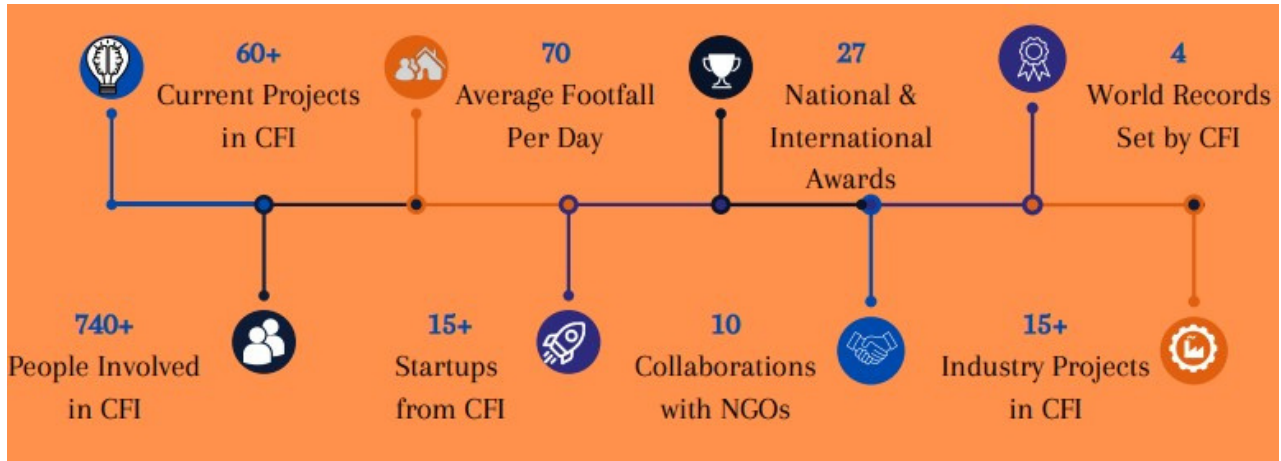 60+
Current Projects
in CFI
70
Average Footfall
Per Day
27
National &
International
Awards
4
World Records
Set by CFI
740+
People Involved
in CFI
15+
Startups
from CFI
10
Collaborations
with NGOs
15+
Industry Projects
in CFI